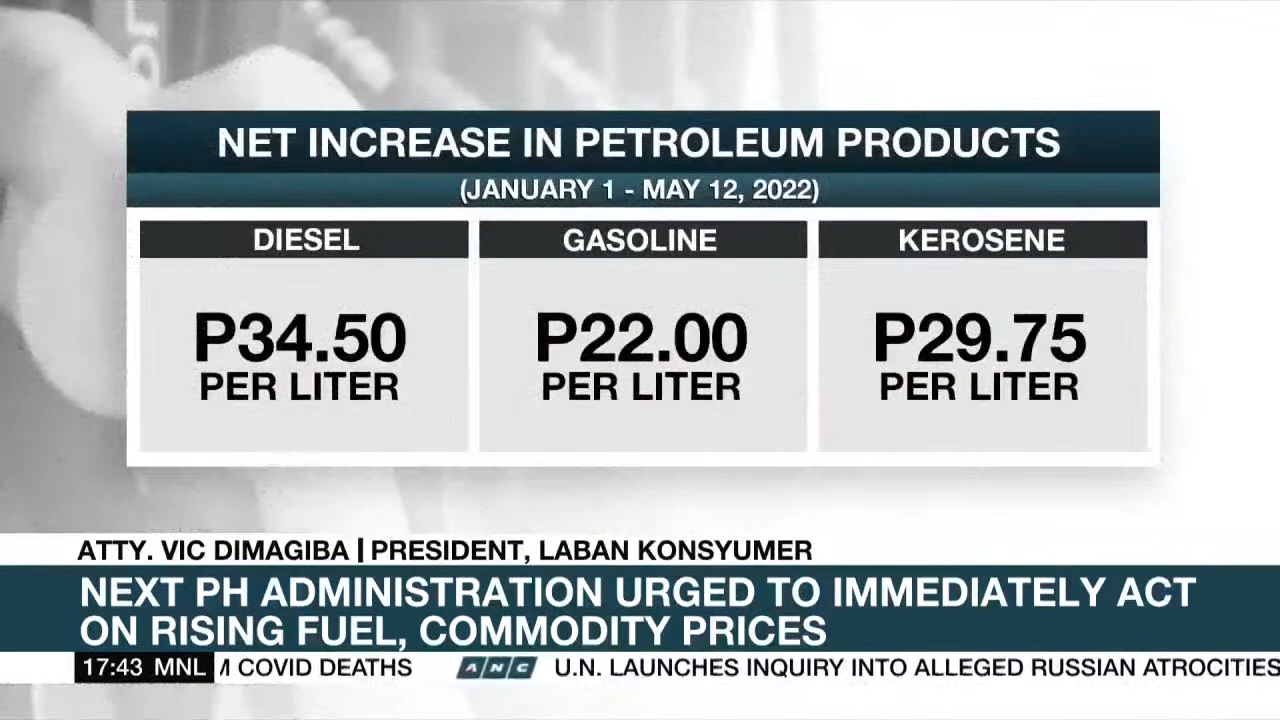 NET INCREASE IN PETROLEUM PRODUCTS
(JANUARY 1 - MAY 12, 2022)
DIESEL
P34.50
PER LITER
GASOLINE
P22.00
PER LITER
KEROSENE
P29.75
PER LITER
ATTY. VIC DIMAGIBA | PRESIDENT, LABAN KONSYUMER
NEXT PH ADMINISTRATION URGED TO IMMEDIATELY ACT
ON RISING FUEL, COMMODITY PRICES
17:43 MNL COVID DEATHS ANC U.N. LAUNCHES INQUIRY INTO ALLEGED RUSSIAN ATROCITIES